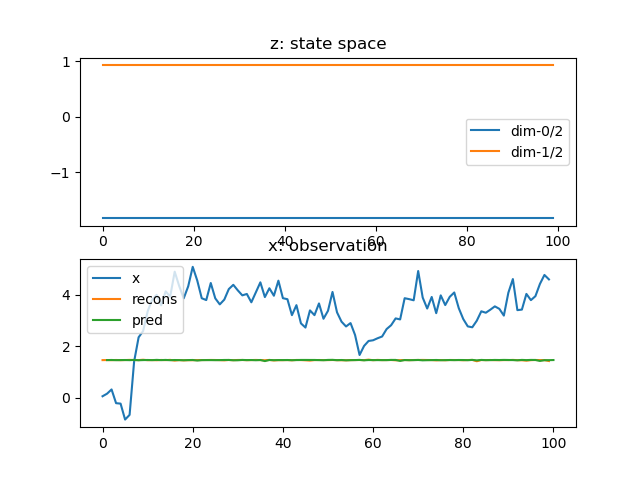 z: state space
1
0
−1
dim-0/2
dim-1/2
0 20 40 60 80 100
x: observation
4
2
0
x
recons
pred
0 20 40 60 80 100